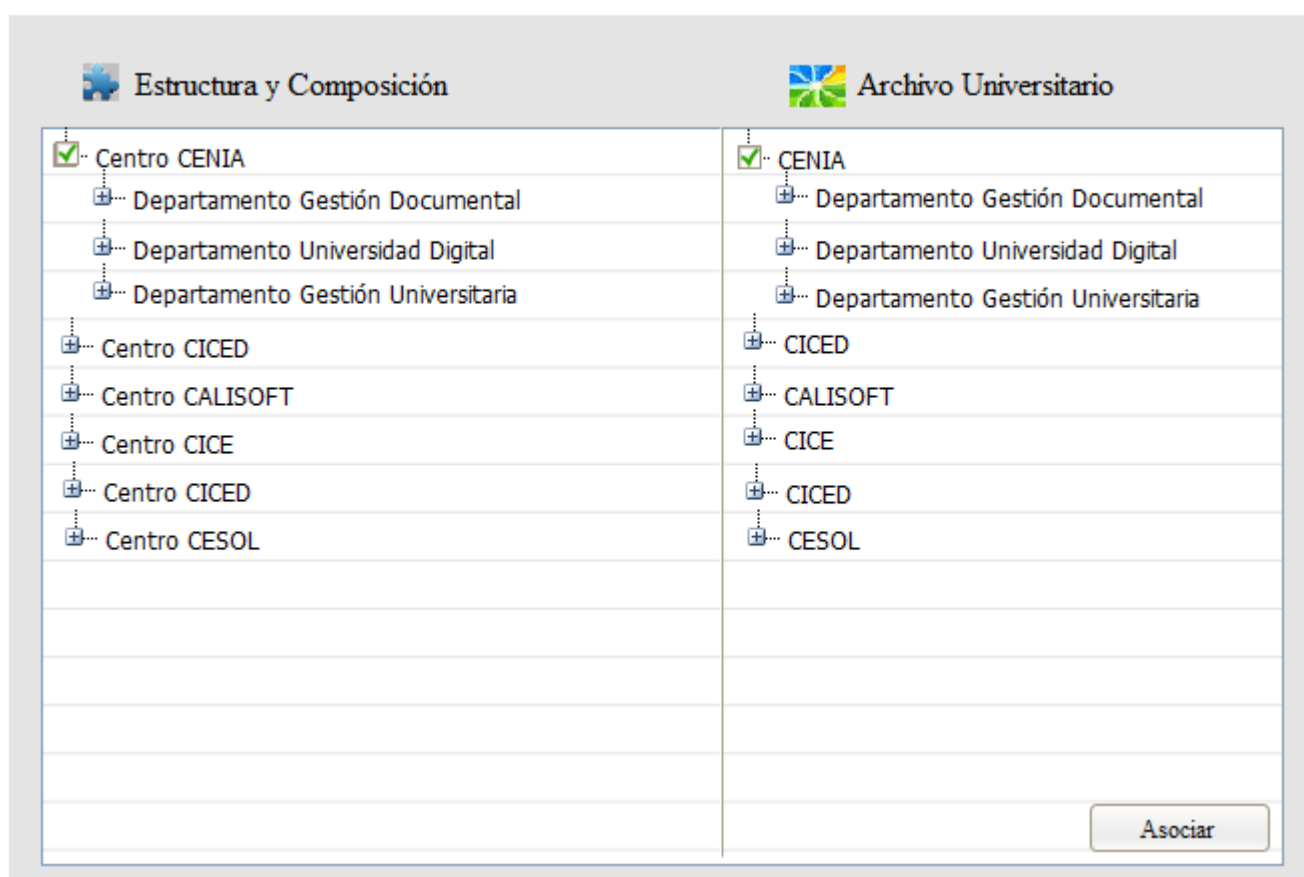 Estructura y Composición
Archivo Universitario
Centro CENIA
Departamento Gestión Documental
Departamento Universidad Digital
Departamento Gestión Universitaria
Centro CICED
Centro CALISOFT
Centro CICE
Centro CICED
Centro CESOL
CENIA
Departamento Gestión Documental
Departamento Universidad Digital
Departamento Gestión Universitaria
CICED
CALISOFT
CICE
CICED
CESOL
Asociar